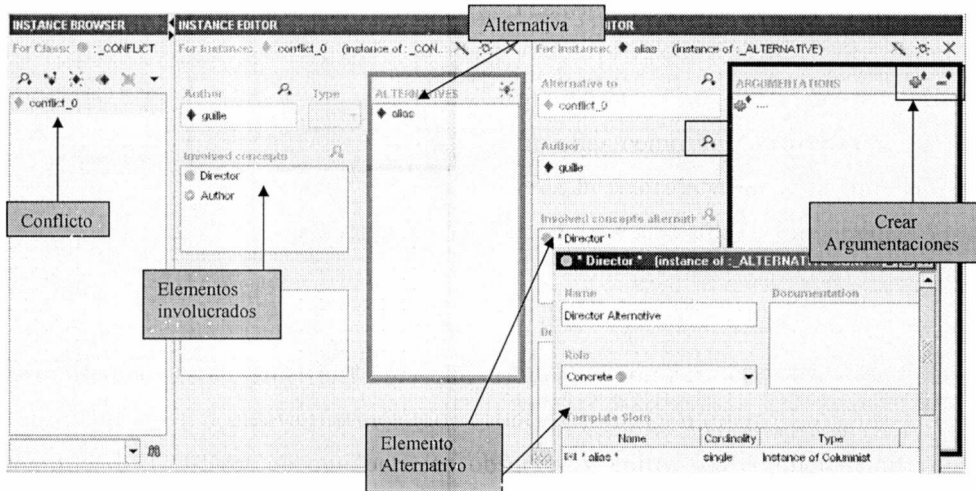 Alternativa
INSTANCE BROWSER
For Class: :_CONFLICT
conflict_0
Conflicto
INSTANCE EDITOR
For Instance: conflict_0 (instance of :_CON...
Author
Type
guille
Involved concepts
Director
Author
Elementos
involucrados
ALTERNATIVES
alias
ITOR
For Instance: alias (instance of :_ALTERNATIVE)
Alternative to
conflict_0
Author
guille
Involved concepts alternati
* Director *
ARGUMENTATIONS
....
Crear
Argumentaciones
* Director * (instance of :_ALTERNAT
Name
Director Alternative
Documentation
Role
Concrete
Template Slots
Name Cardinality Type
* alias * single Instance of Columnist
Elemento
Alternativo